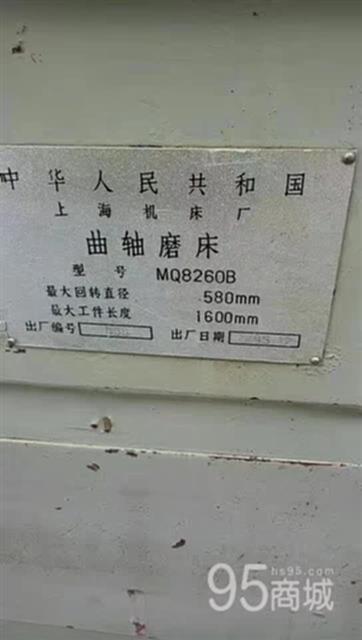 中华人民共和国
上海机床厂
曲轴磨床
型号 MQ8260B
最大回转直径 580mm
最大工件长度 1600mm
出厂编号 出厂日期
hs95.com
95商城